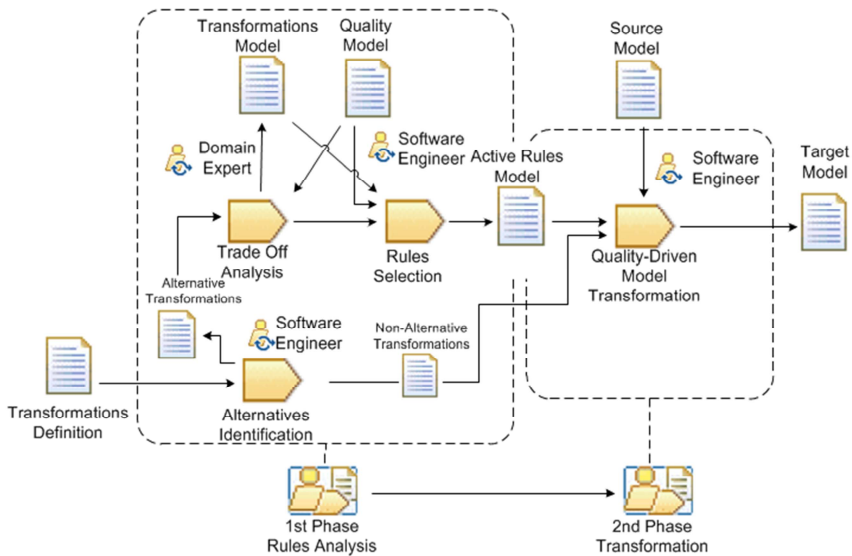 Transformations
Model
Quality
Model
Source
Model
Domain
Expert
Software
Engineer
Active Rules
Model
Software
Engineer
Target
Model
Trade Off
Analysis
Rules
Selection
Quality-Driven
Model
Transformation
Alternative
Transformations
Software
Engineer
Non-Alternative
Transformations
Transformations
Definition
Alternatives
Identification
1st Phase
Rules Analysis
2nd Phase
Transformation